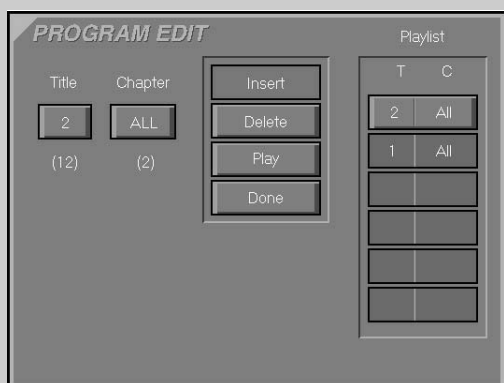 PROGRAM EDIT
Playlist
Title Chapter
T C
2 ALL
(12) (2)
Insert
Delete
Play
Done
2 All
1 All